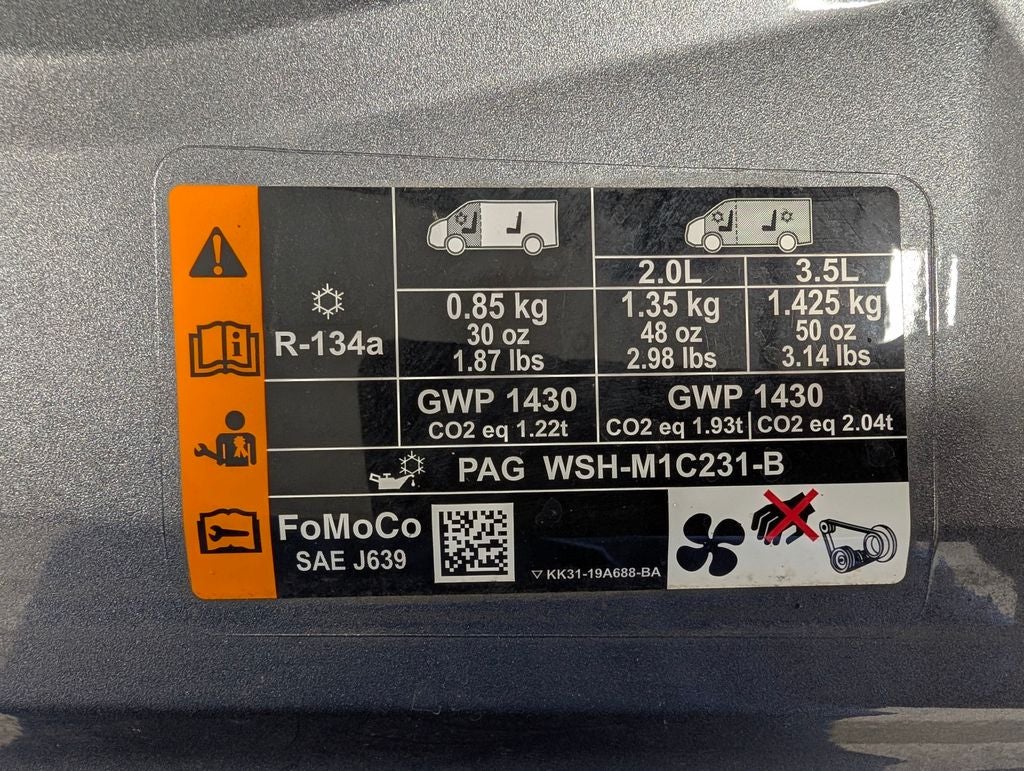 2.0L 3.5L
R-134a
0.85 kg 1.35 kg 1.425 kg
30 oz 48 oz 50 oz
1.87 lbs 2.98 lbs 3.14 lbs
GWP 1430 GWP 1430
CO2 eq 1.22t CO2 eq 1.93t CO2 eq 2.04t
PAG WSH-M1C231-B
FoMoCo
SAE J639
KK31-19A688-BA